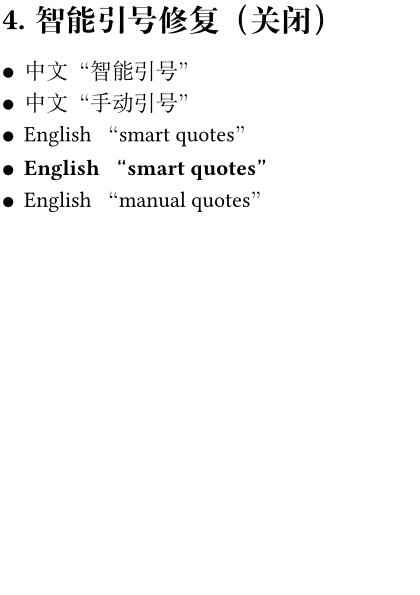 4. 智能引号修复（关闭）
● 中文“智能引号”
● 中文“手动引号”
● English “smart quotes”
● English “smart quotes”
● English “manual quotes”